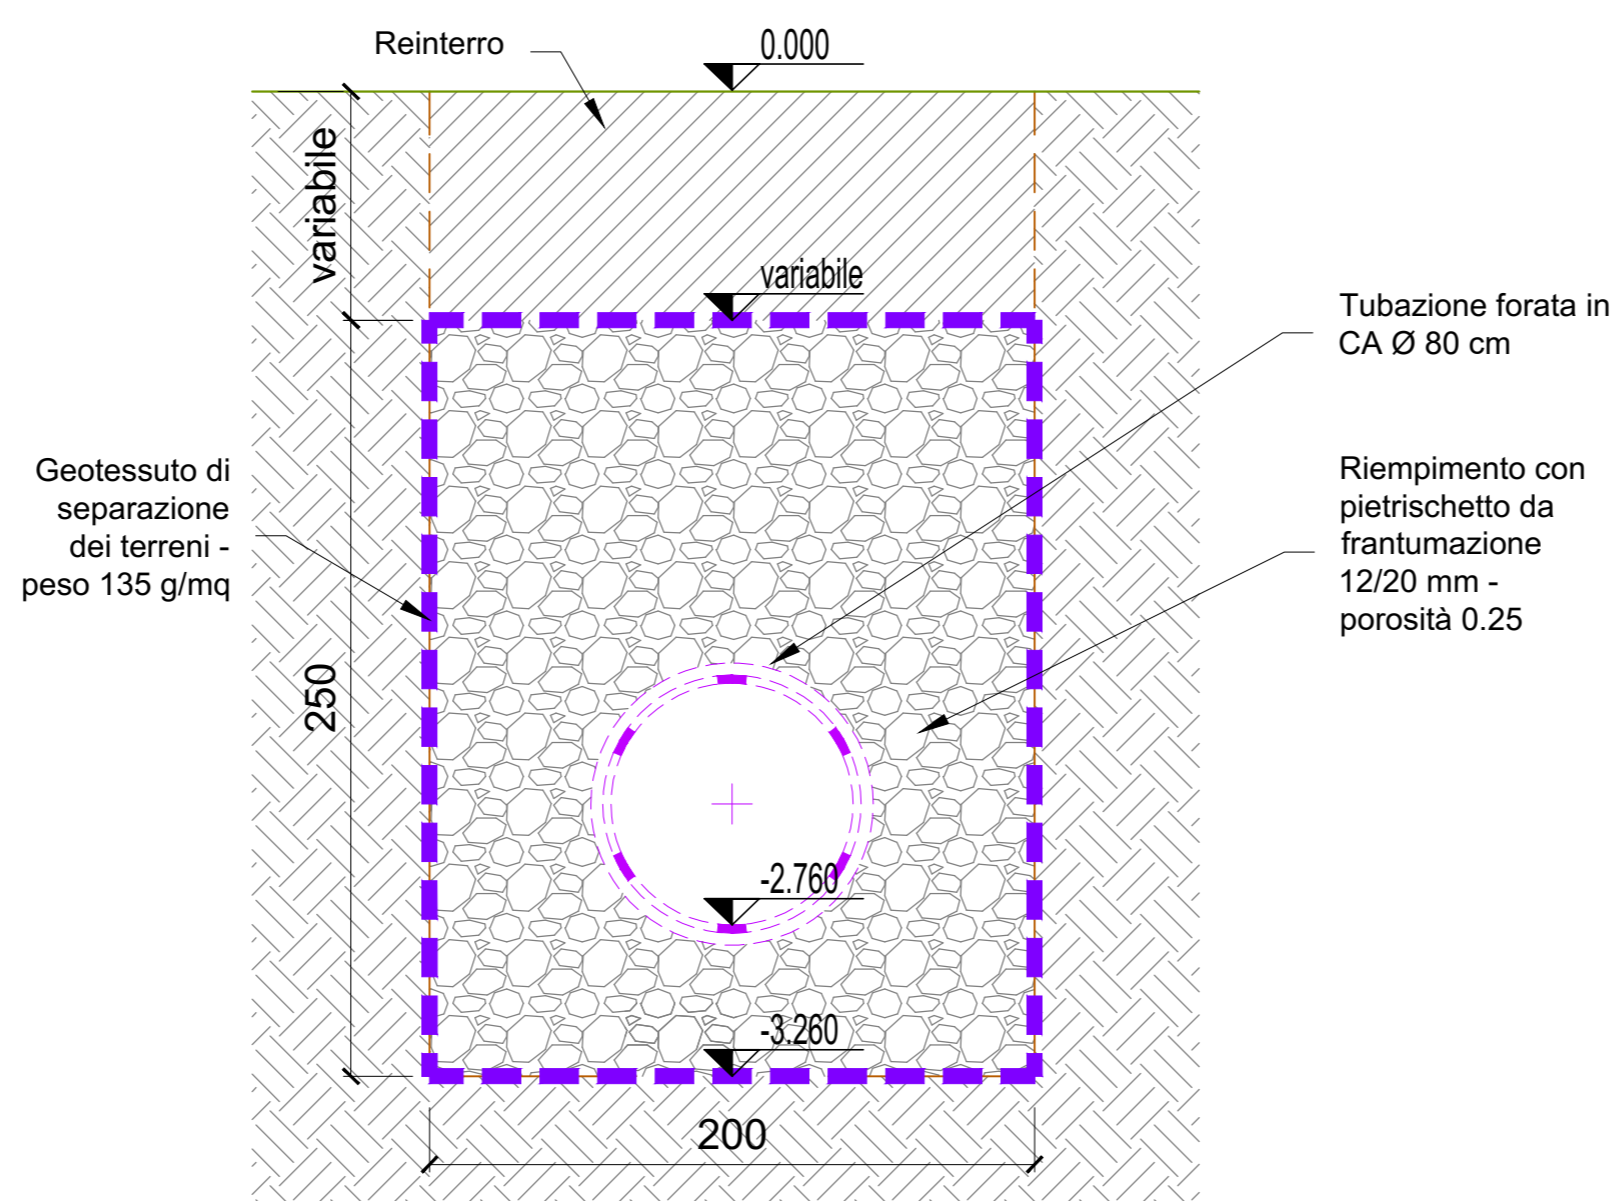 Reinterro
0.000
variabile
variabile
Tubazione forata in
CA Ø 80 cm
Geotessuto di
separazione
dei terreni -
peso 135 g/mq
Riempimento con
pietrischetto da
frantumazione
12/20 mm -
porosità 0.25
250
-2.760
-3.260
200